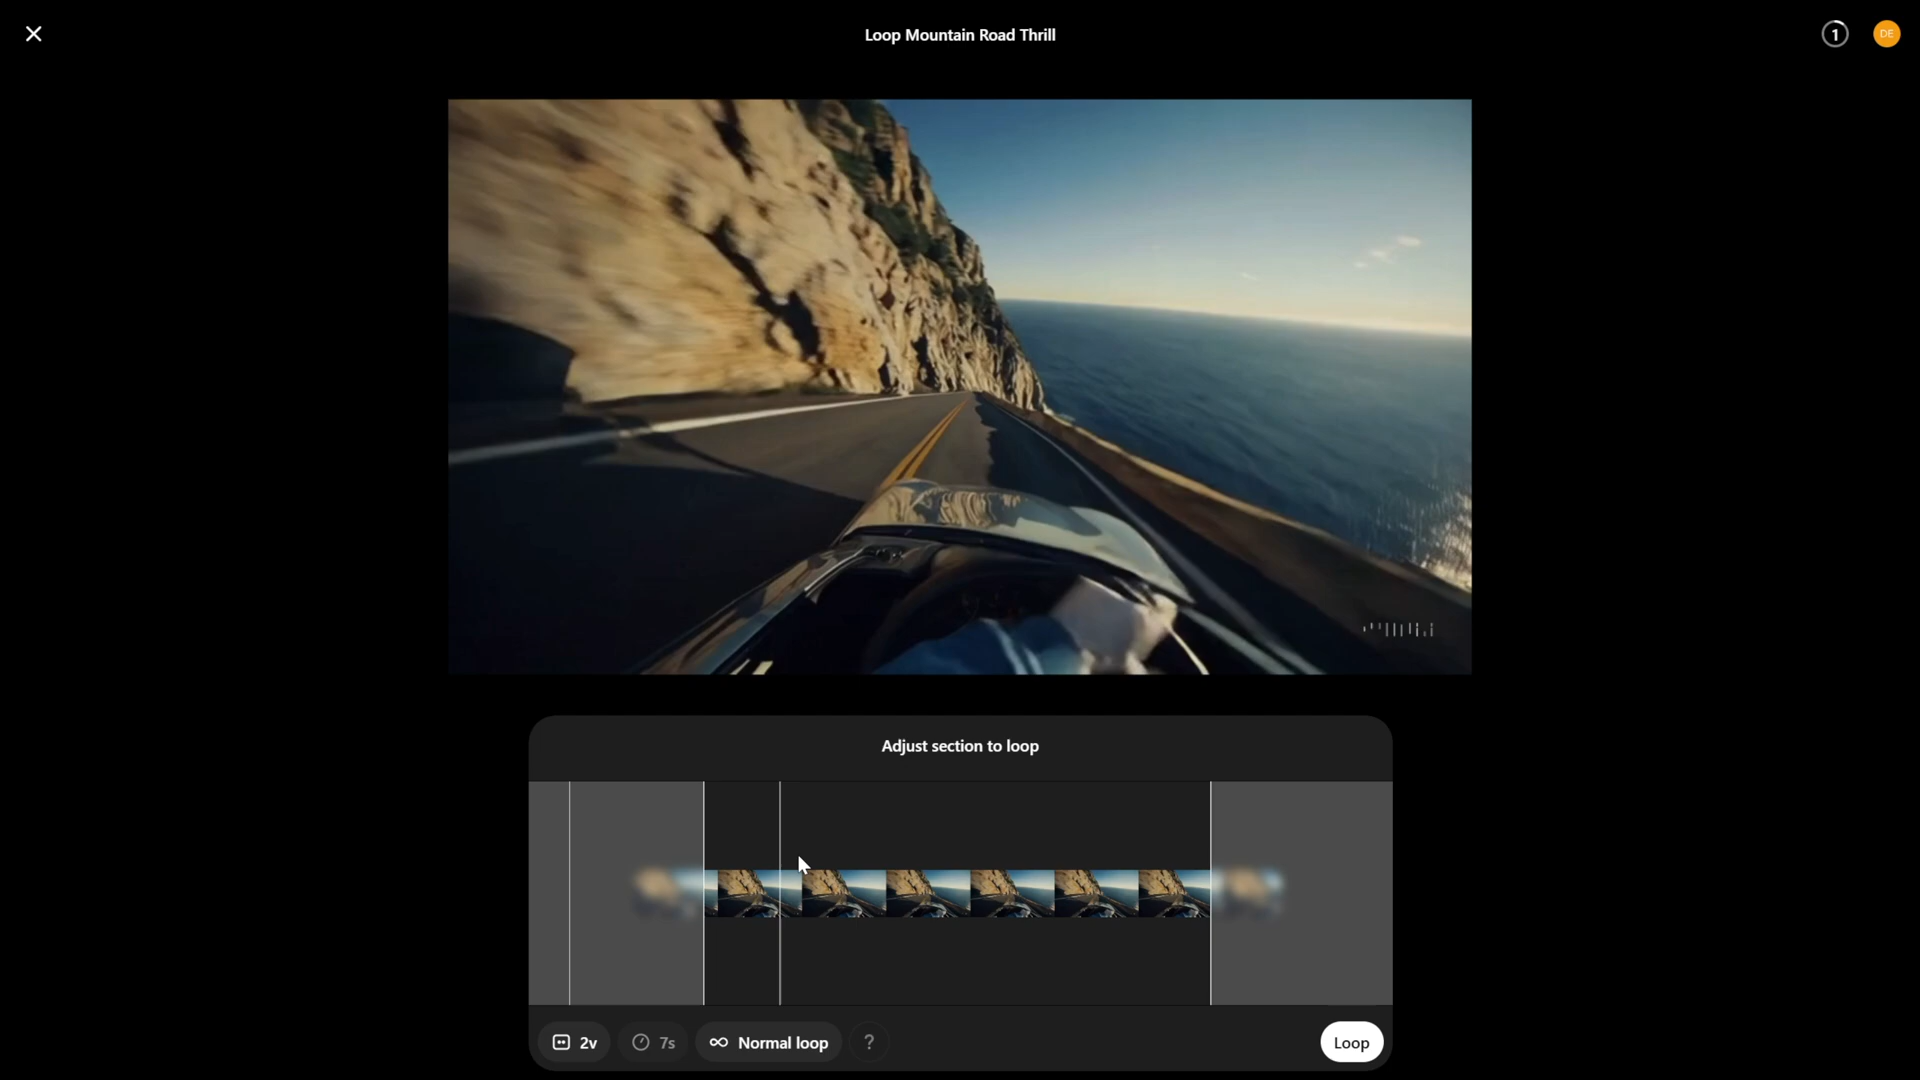 Loop Mountain Road Thrill
1
DE
Adjust section to loop
2v
7s
Normal loop
?
Loop